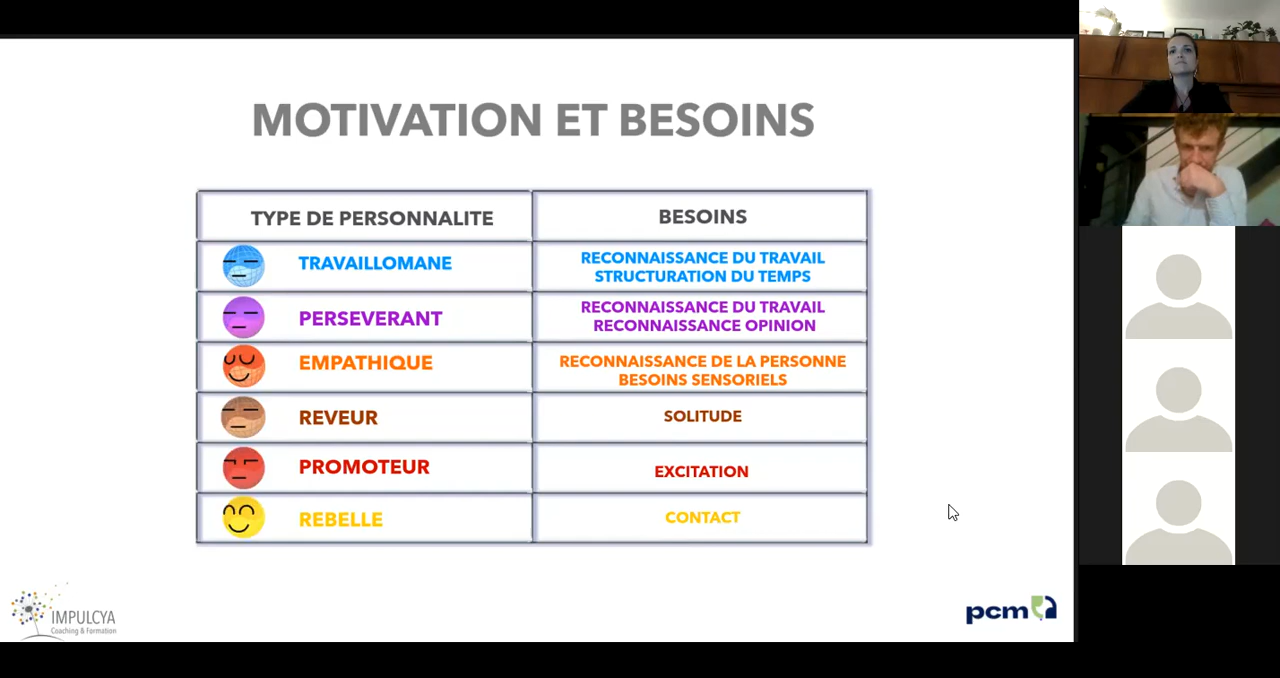 MOTIVATION ET BESOINS
TYPE DE PERSONNALITE
BESOINS
TRAVAILLOMANE
RECONNAISSANCE DU TRAVAIL
STRUCTURATION DU TEMPS
PERSEVERANT
RECONNAISSANCE DU TRAVAIL
RECONNAISSANCE OPINION
EMPATHIQUE
RECONNAISSANCE DE LA PERSONNE
BESOINS SENSORIELS
REVEUR
SOLITUDE
PROMOTEUR
EXCITATION
REBELLE
CONTACT
IMPULCYA
Coaching & Formation
pcm